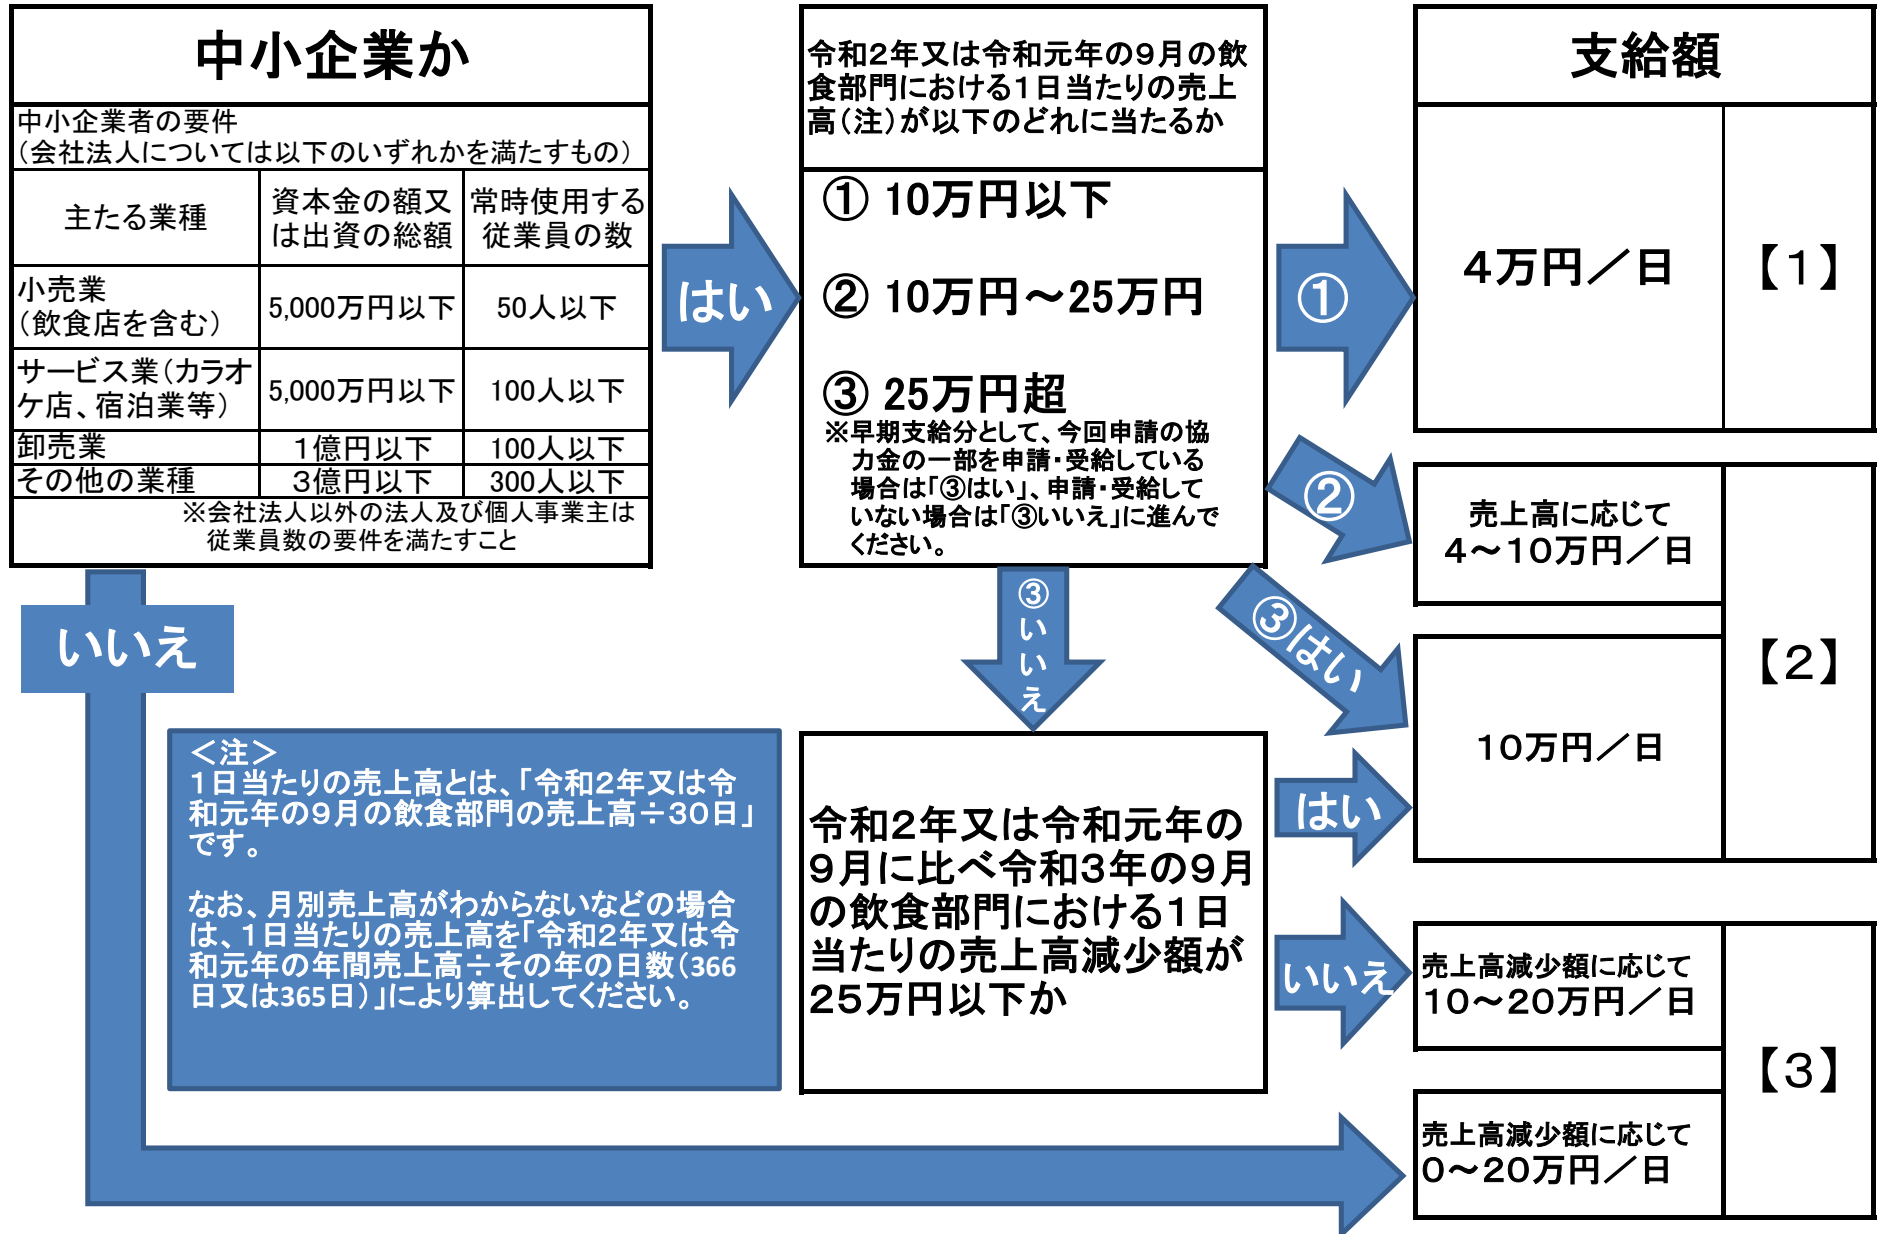 中小企業か
中小企業者の要件
（会社法人については以下のいずれかを満たすもの）
主たる業種
資本金の額又
は出資の総額
常時使用する
従業員の数
小売業
（飲食店を含む）
5,000万円以下
50人以下
サービス業（カラオ
ケ店、宿泊業等）
5,000万円以下
100人以下
卸売業
１億円以下
100人以下
その他の業種
３億円以下
300人以下
※会社法人以外の法人及び個人事業主は
従業員数の要件を満たすこと
はい
いいえ
令和２年又は令和元年の９月の飲
食部門における１日当たりの売上
高（注）が以下のどれに当たるか
① 10万円以下
② 10万円～25万円
③ 25万円超
※早期支給分として、今回申請の協
力金の一部を申請・受給している
場合は「③はい」、申請・受給して
いない場合は「③いいえ」に進んで
ください。
①
②
③はい
③いいえ
＜注＞
１日当たりの売上高とは、「令和２年又は令
和元年の９月の飲食部門の売上高÷３０日」
です。
なお、月別売上高がわからないなどの場合
は、１日当たりの売上高を「令和２年又は令
和元年の年間売上高÷その年の日数（366
日又は365日）」により算出してください。
令和２年又は令和元年の
９月に比べ令和３年の９月
の飲食部門における１日
当たりの売上高減少額が
２５万円以下か
はい
いいえ
支給額
４万円／日
【１】
売上高に応じて
４～１０万円／日
１０万円／日
【２】
売上高減少額に応じて
１０～２０万円／日
売上高減少額に応じて
０～２０万円／日
【３】